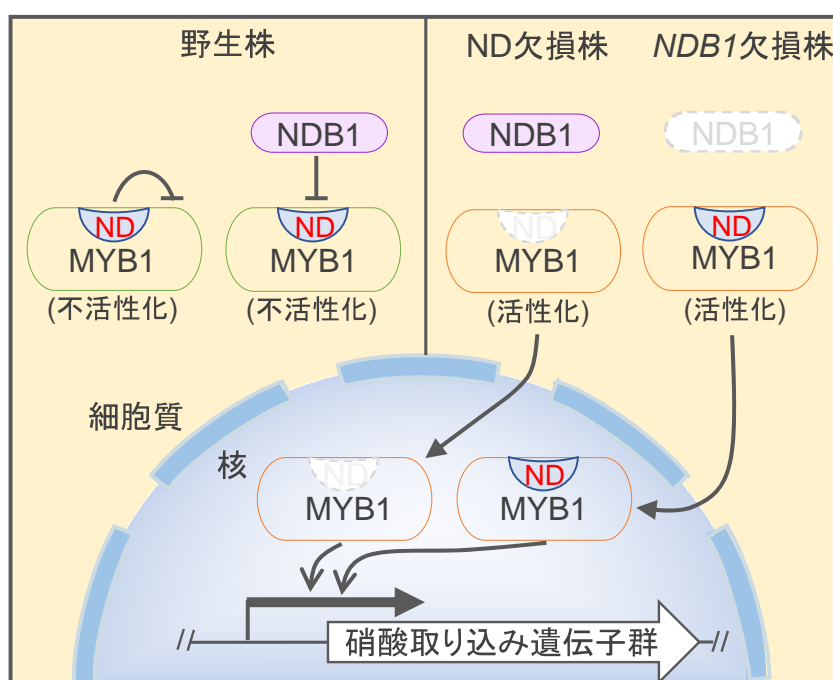 野生株
ND欠損株
NDB1欠損株
NDB1
NDB1
NDB1
ND
MYB1
(不活性化)
ND
MYB1
(不活性化)
ND
MYB1
(活性化)
ND
MYB1
(活性化)
細胞質
核
ND
MYB1
ND
MYB1
//
硝酸取り込み遺伝子群
//